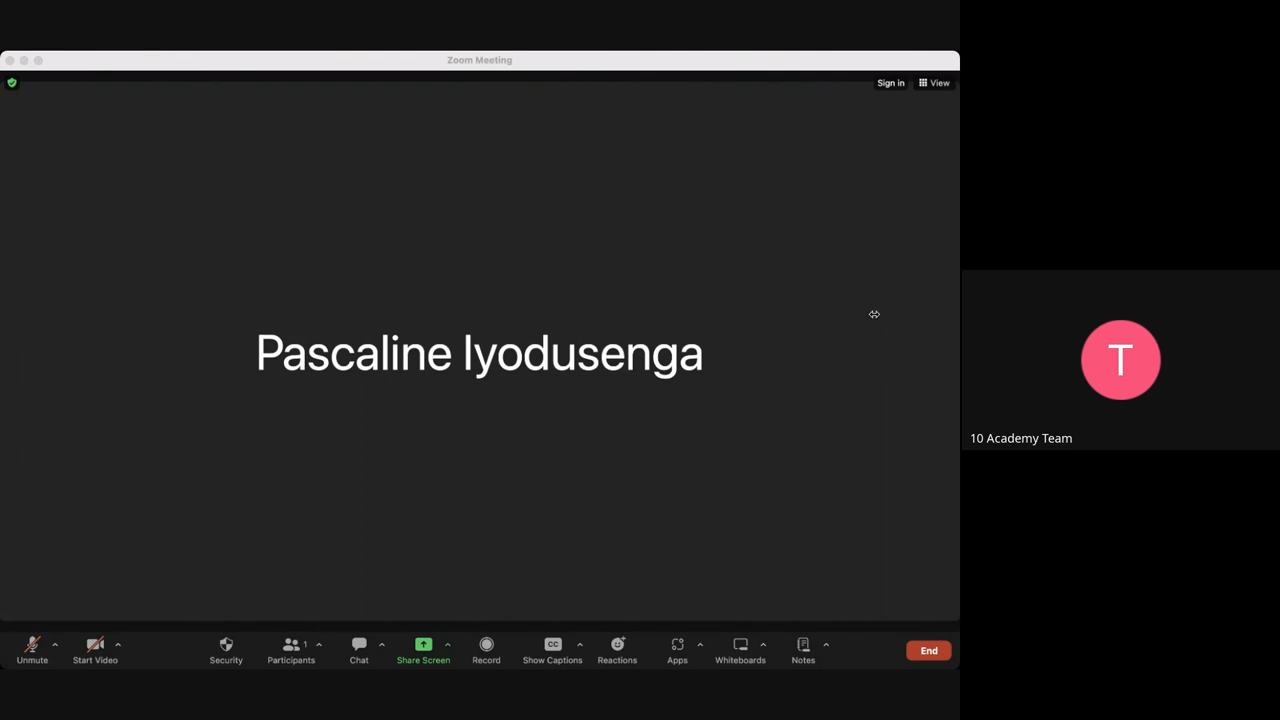 Zoom Meeting
Sign in
View
Pascaline Iyodusenga
T
10 Academy Team
Unmute
Start Video
Security
Participants
1
Chat
Share Screen
Record
CC
Show Captions
Reactions
Apps
Whiteboards
Notes
End